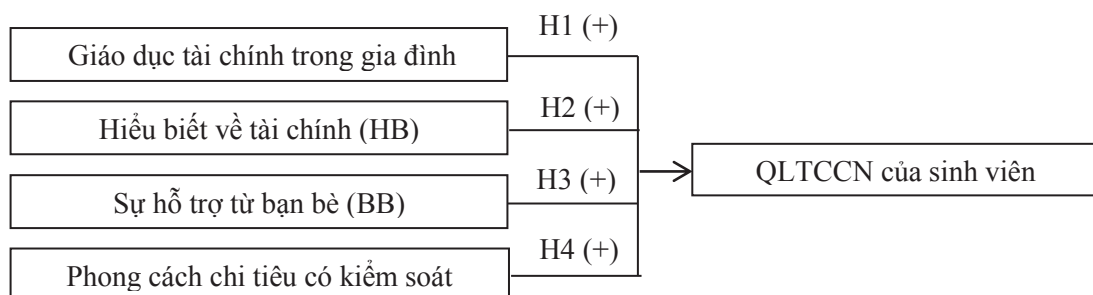 H1 (+)
Giáo dục tài chính trong gia đình
H2 (+)
Hiểu biết về tài chính (HB)
H3 (+)
QLTCCN của sinh viên
Sự hỗ trợ từ bạn bè (BB)
H4 (+)
Phong cách chi tiêu có kiểm soát